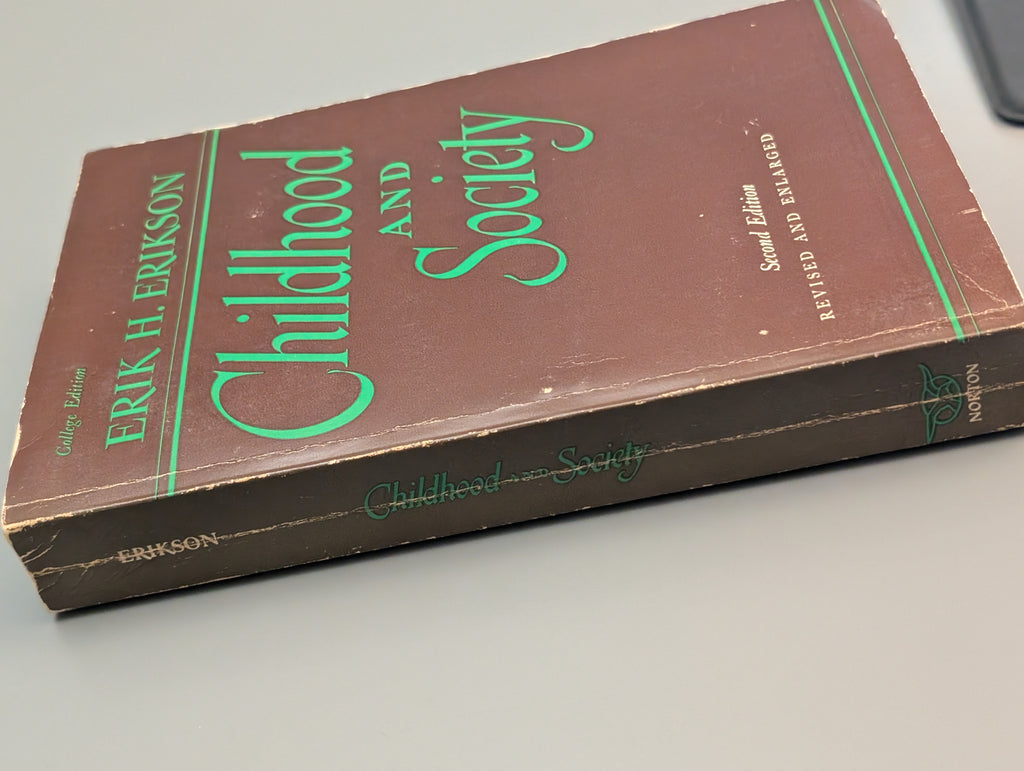 College Edition
ERIK H. ERIKSON
Childhood
AND
Society
Second Edition
REVISED AND ENLARGED
ERIKSON
Childhood AND Society
NORTON